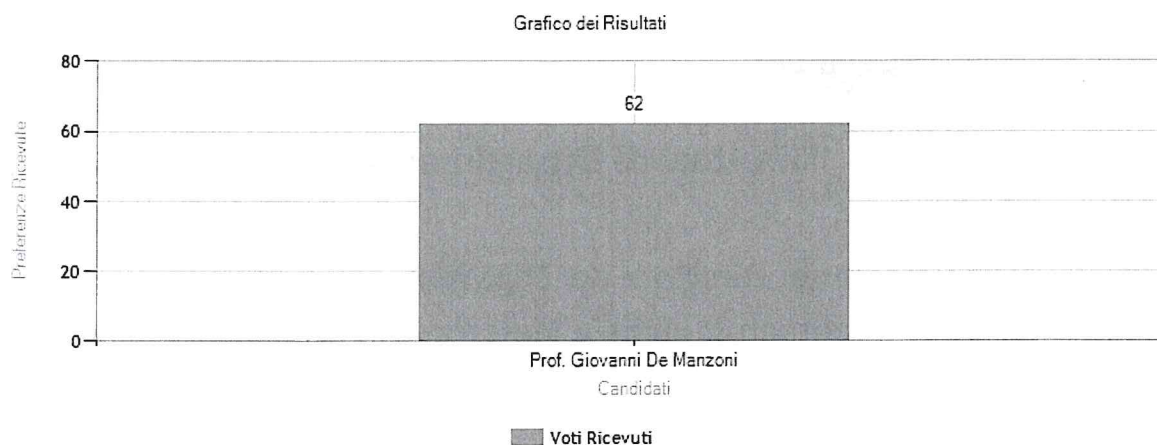 Grafico dei Risultati
80
62
60
40
20
0
Preferenze Ricevute
Prof. Giovanni De Manzoni
Candidati
Voti Ricevuti